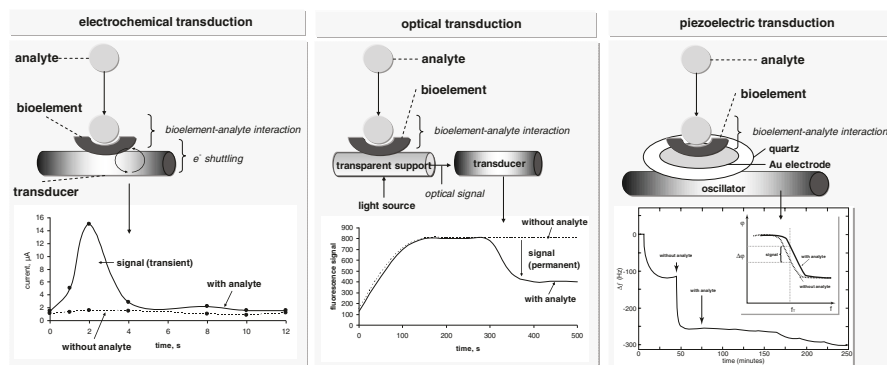 electrochemical transduction
analyte
bioelement
bioelement-analyte interaction
e- shuttling
transducer
16
14
12
10
8
6
4
2
0
current, µA
signal (transient)
with analyte
without analyte
0 2 4 6 8 10 12
time, s
optical transduction
analyte
bioelement
bioelement-analyte interaction
transparent support
transducer
optical signal
light source
900
800
700
600
500
400
300
200
100
0
fluorescence signal
without analyte
signal
(permanent)
with analyte
0 100 200 300 400 500
time, s
piezoelectric transduction
analyte
bioelement
bioelement-analyte interaction
quartz
Au electrode
oscillator
0
-100
-200
-300
Δf (Hz)
without analyte
with analyte
φ
Δφ
signal
with analyte
without analyte
f
0 50 100 150 200 250
time (minutes)